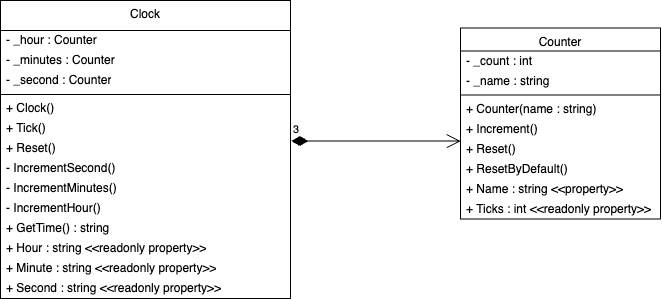 Clock
- _hour : Counter
- _minutes : Counter
- _second : Counter
+ Clock()
+ Tick()
+ Reset()
- IncrementSecond()
- IncrementMinutes()
- IncrementHour()
+ GetTime() : string
+ Hour : string <<readonly property>>
+ Minute : string <<readonly property>>
+ Second : string <<readonly property>>
3
Counter
- _count : int
- _name : string
+ Counter(name : string)
+ Increment()
+ Reset()
+ ResetByDefault()
+ Name : string <<property>>
+ Ticks : int <<readonly property>>